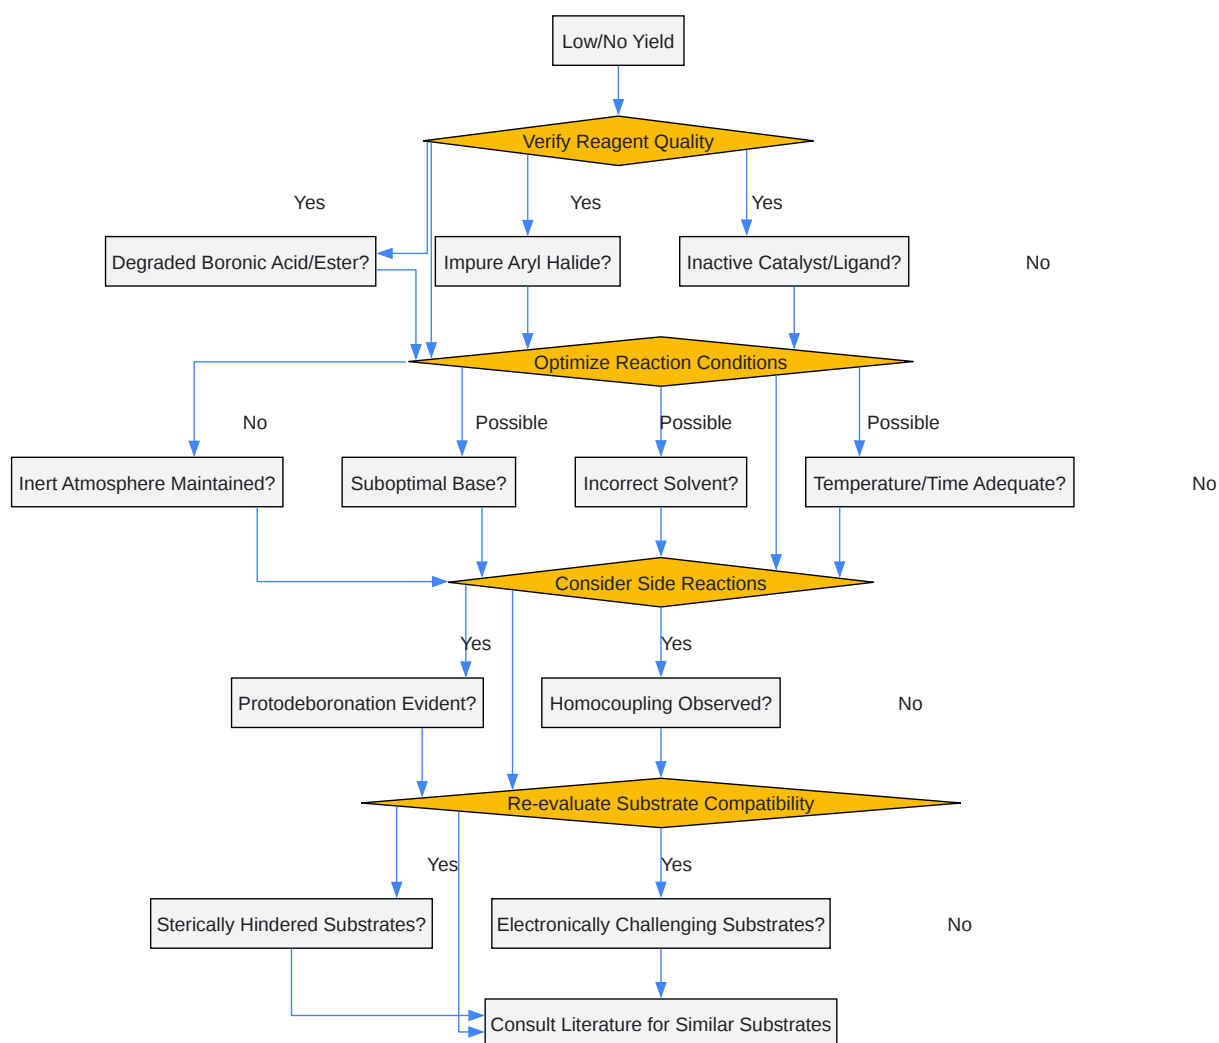 Low/No Yield
Verify Reagent Quality
Yes
Yes
Yes
Degraded Boronic Acid/Ester?
Impure Aryl Halide?
Inactive Catalyst/Ligand?
No
Optimize Reaction Conditions
No
Possible
Possible
Possible
Inert Atmosphere Maintained?
Suboptimal Base?
Incorrect Solvent?
Temperature/Time Adequate?
No
Consider Side Reactions
Yes
Yes
Protodeboronation Evident?
Homocoupling Observed?
No
Re-evaluate Substrate Compatibility
Yes
Yes
Sterically Hindered Substrates?
Electronically Challenging Substrates?
No
Consult Literature for Similar Substrates